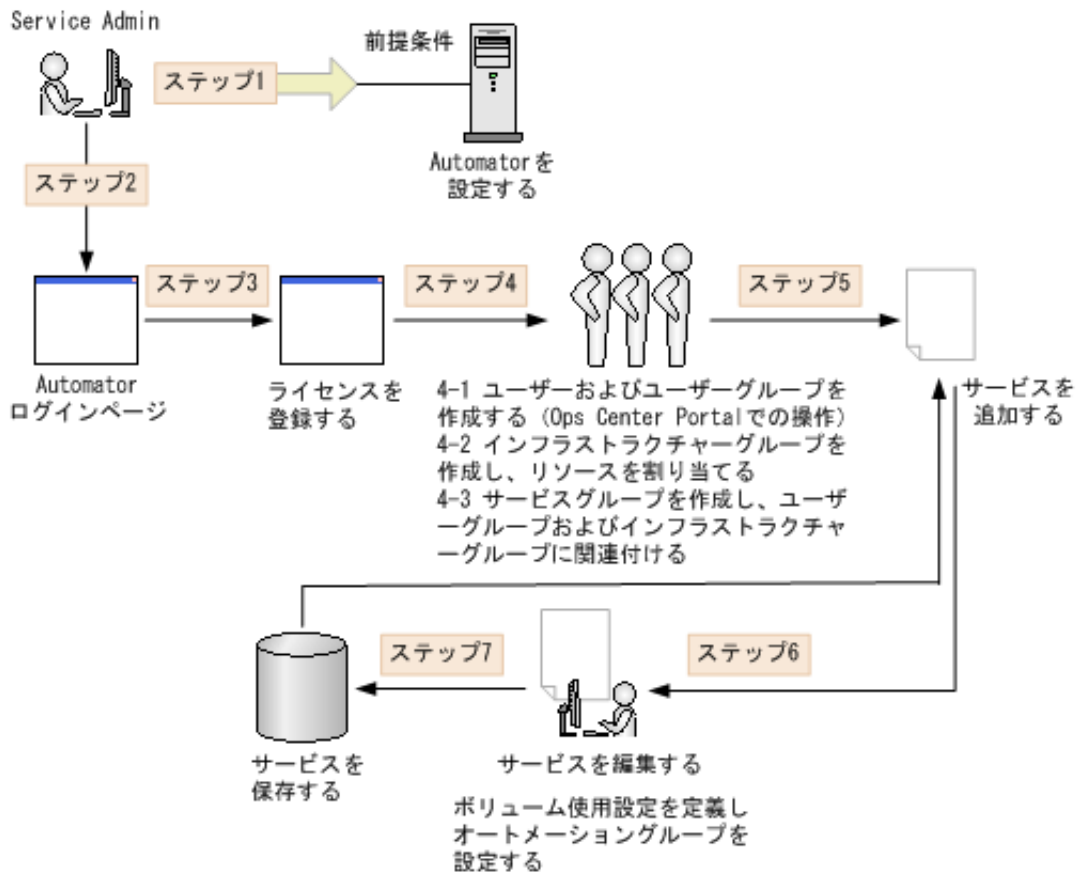 Service Admin
前提条件
ステップ1
Automatorを
設定する
ステップ2
ステップ3
ステップ4
ステップ5
Automator
ログインページ
ライセンスを
登録する
4-1 ユーザーおよびユーザーグループを
作成する（Ops Center Portalでの操作）
4-2 インフラストラクチャーグループを
作成し、リソースを割り当てる
4-3 サービスグループを作成し、ユーザ
ーグループおよびインフラストラクチャ
ーグループに関連付ける
サービスを
追加する
ステップ7
ステップ6
サービスを
保存する
サービスを編集する
ボリューム使用設定を定義し
オートメーショングループを
設定する